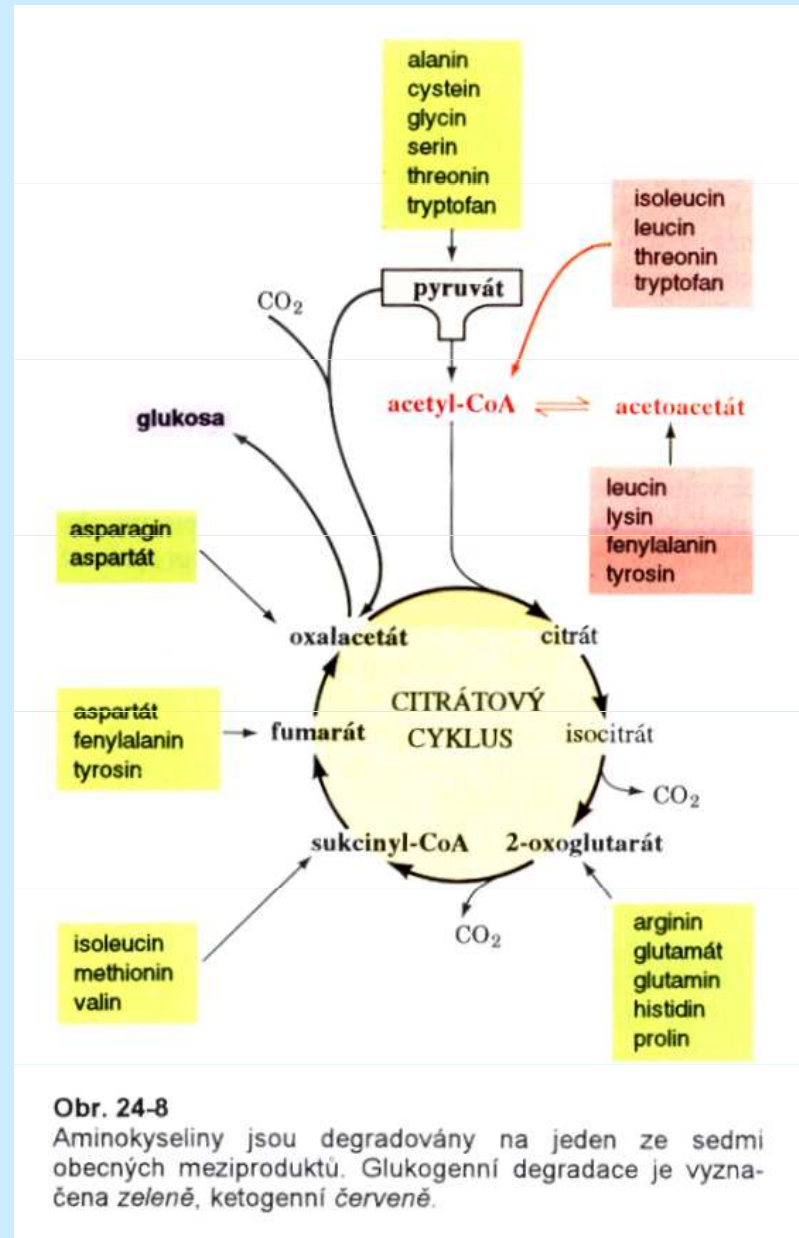 alanin
cystein
glycin
serin
threonin
tryptofan
isoleucin
leucin
threonin
tryptofan
pyruvát
CO₂
acetyl-CoA
acetoacetát
glukosa
leucin
lysin
fenylalanin
tyrosin
asparagin
aspartát
oxalacetát
citrát
CITRÁTOVÝ
CYKLUS
aspartát
fenylalanin
tyrosin
fumarát
isocitrát
CO₂
sukcinyl-CoA
2-oxoglutarát
CO₂
isoleucin
methionin
valin
arginin
glutamát
glutamin
histidin
prolin
Obr. 24-8
Aminokyseliny jsou degradovány na jeden ze sedmi
obecných meziproduktů. Glukogenní degradace je vyzna-
čena zeleně, ketogenní červeně.